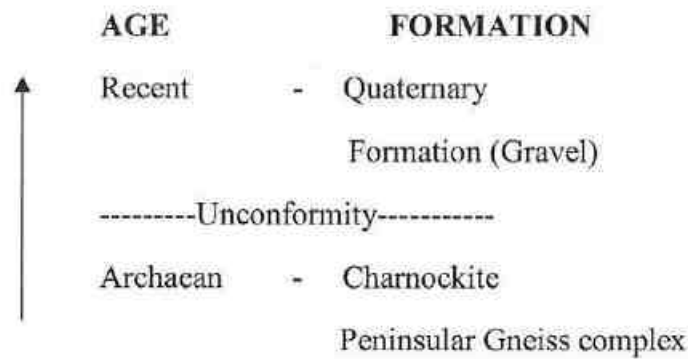 AGE FORMATION
Recent - Quaternary
Formation (Gravel)
---------Unconformity-----------
Archaean - Charnockite
Peninsular Gneiss complex